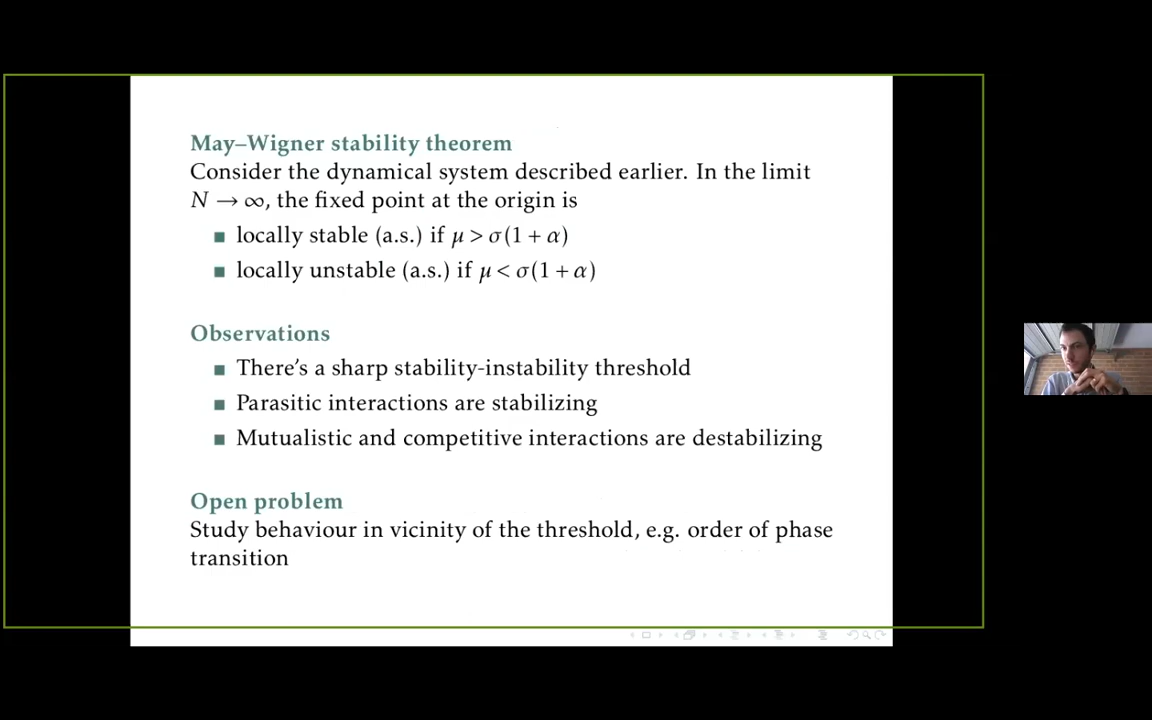 May–Wigner stability theorem
Consider the dynamical system described earlier. In the limit
N → ∞, the fixed point at the origin is
■ locally stable (a.s.) if μ > σ(1 + α)
■ locally unstable (a.s.) if μ < σ(1 + α)
Observations
■ There's a sharp stability-instability threshold
■ Parasitic interactions are stabilizing
■ Mutualistic and competitive interactions are destabilizing
Open problem
Study behaviour in vicinity of the threshold, e.g. order of phase
transition